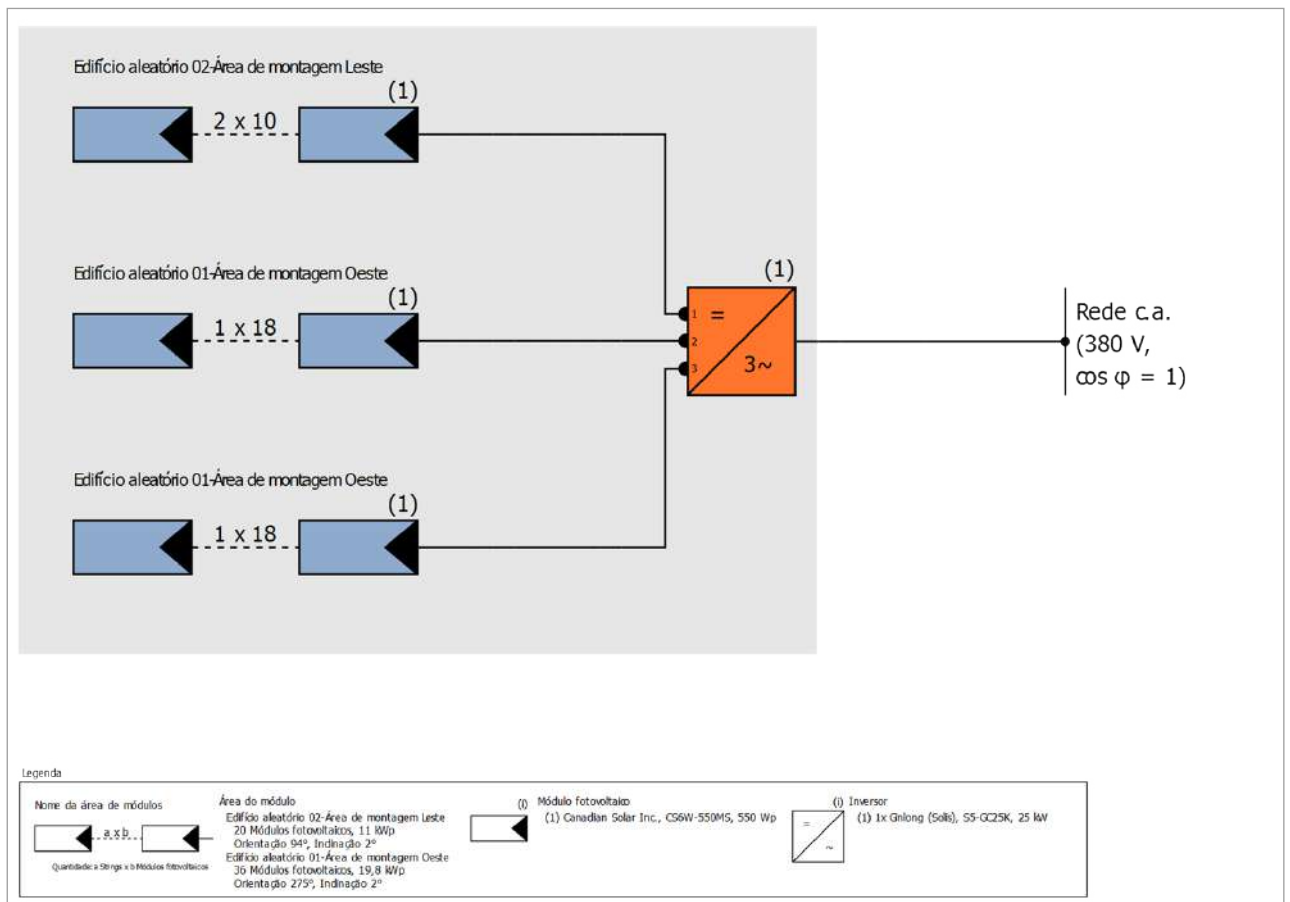 Edifício aleatório 02-Área de montagem Leste
(1)
2 x 10
Edifício aleatório 01-Área de montagem Oeste
(1)
1 x 18
(1)
1 =
2
3 3~
Rede c.a.
(380 V,
cos φ = 1)
Edifício aleatório 01-Área de montagem Oeste
(1)
1 x 18
Legenda
Nome da área de módulos
a x b
Quantidade: a Strings x b Módulos fotovoltaicos
Área do módulo
Edifício aleatório 02-Área de montagem Leste
20 Módulos fotovoltaicos, 11 kWp
Orientação 94°, Inclinação 2°
Edifício aleatório 01-Área de montagem Oeste
36 Módulos fotovoltaicos, 19,8 kWp
Orientação 275°, Inclinação 2°
(i) Módulo fotovoltaico
(1) Canadian Solar Inc., CS6W-550MS, 550 Wp
(i) Inversor
= ~
(1) 1x Ginlong (Solis), S5-GC25K, 25 kW